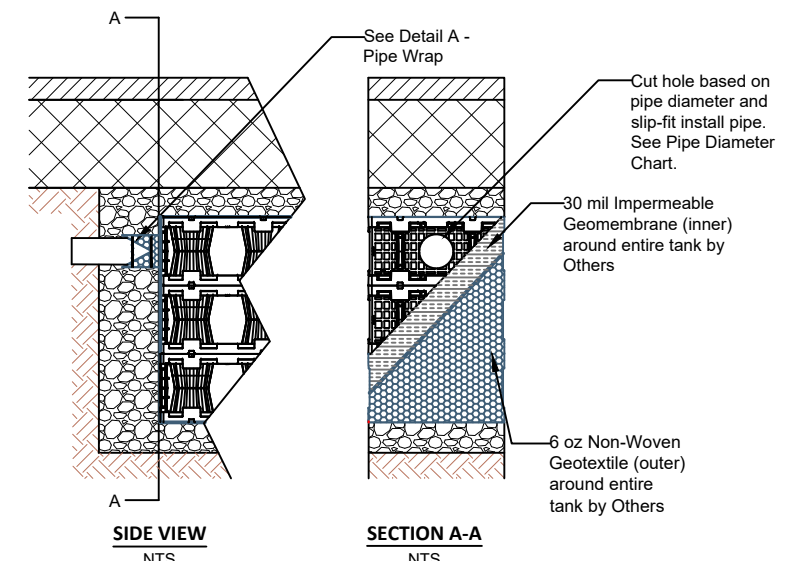 A
See Detail A -
Pipe Wrap
Cut hole based on
pipe diameter and
slip-fit install pipe.
See Pipe Diameter
Chart.
30 mil Impermeable
Geomembrane (inner)
around entire tank by
Others
6 oz Non-Woven
Geotextile (outer)
around entire
tank by Others
A
SIDE VIEW
NTS
SECTION A-A
NTS